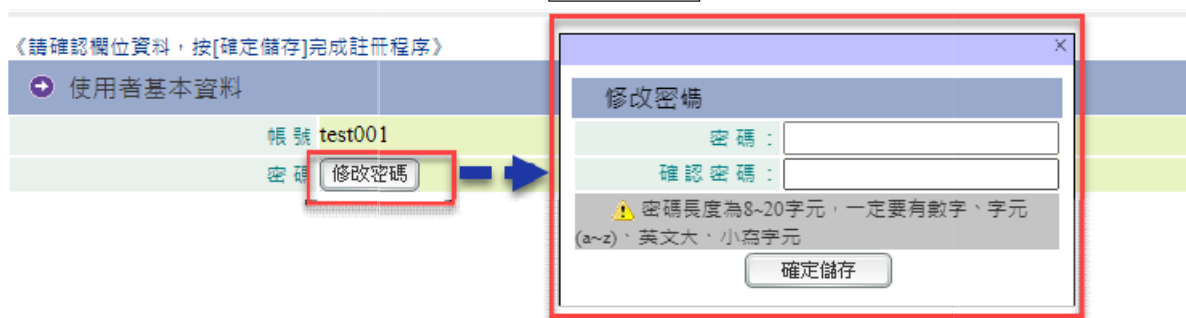 《請確認欄位資料，按[確定儲存]完成註冊程序》
使用者基本資料
帳號 test001
密碼 修改密碼
×
修改密碼
密碼：
確認密碼：
密碼長度為8~20字元，一定要有數字、字元
(a~z)、英文大、小寫字元
確定儲存